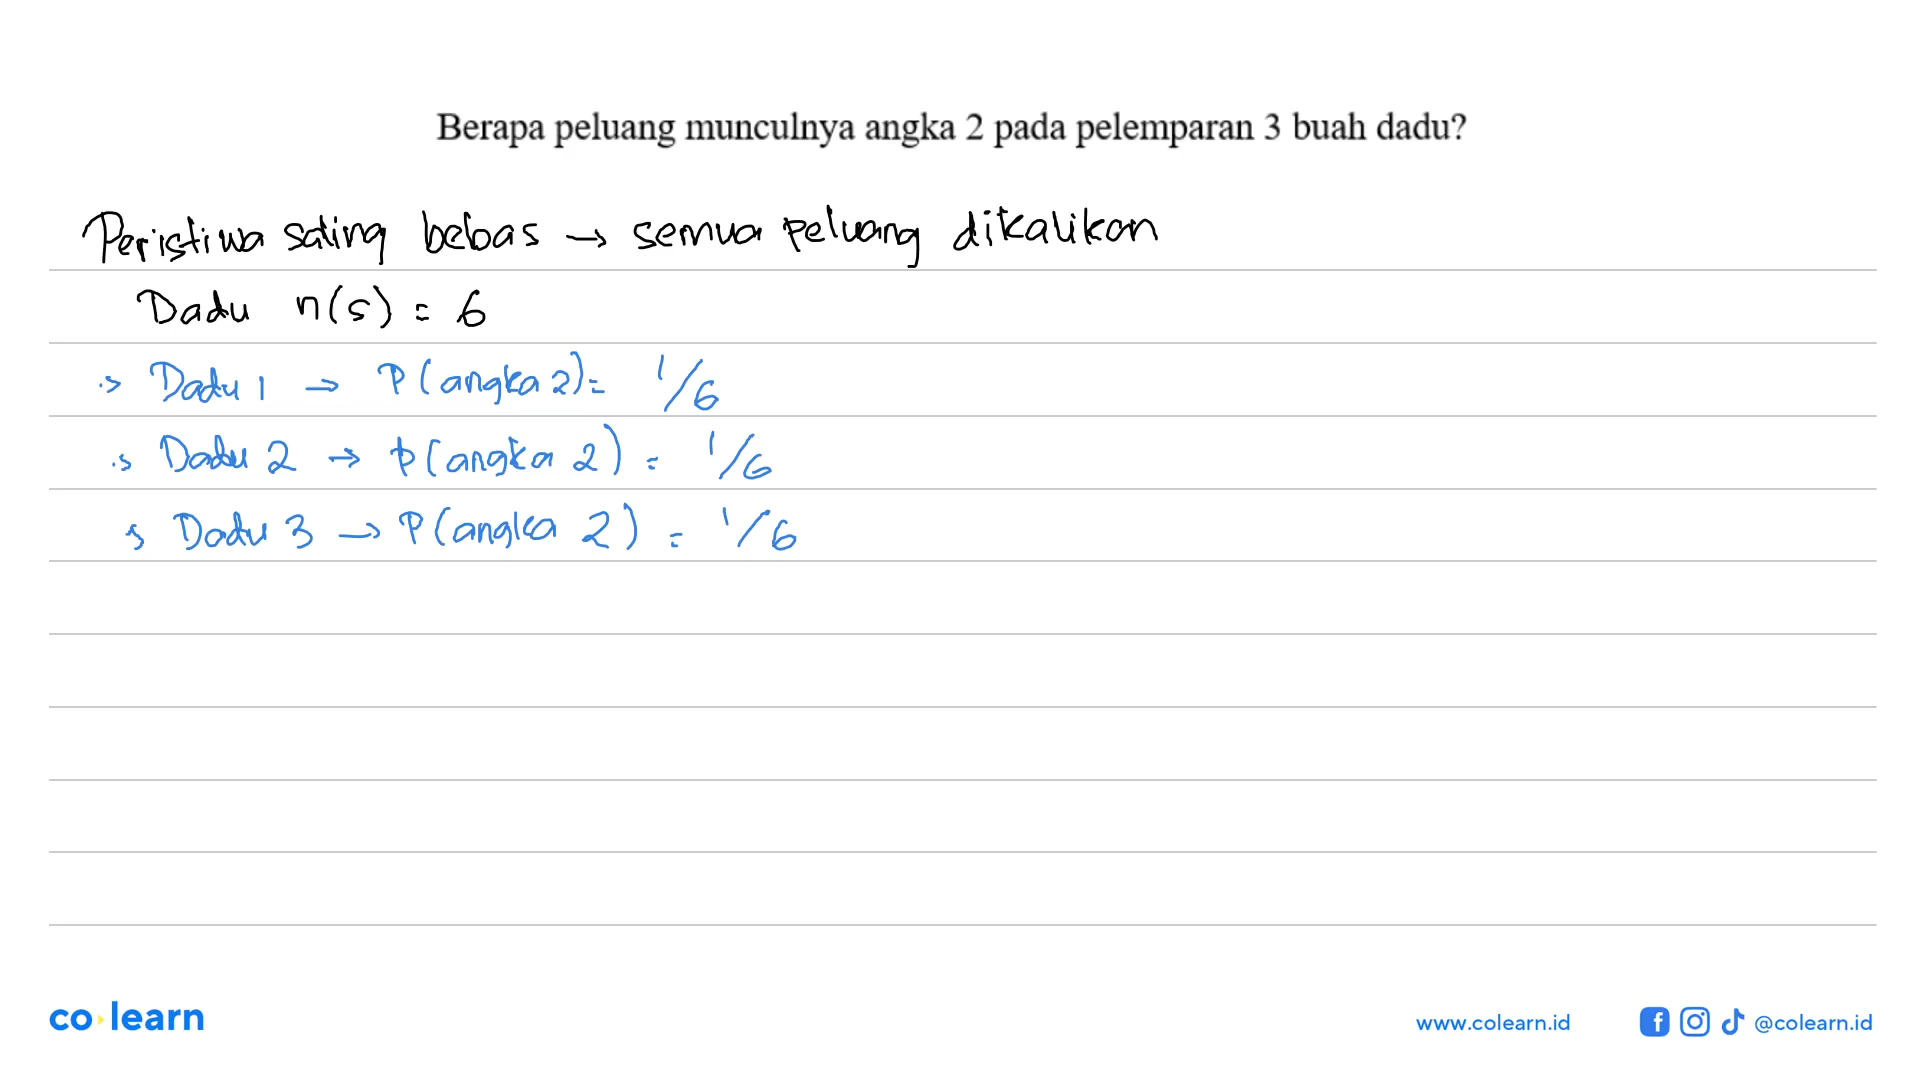 Berapa peluang munculnya angka 2 pada pelemparan 3 buah dadu?
Peristiwa saling bebas → semua peluang dikalikan
Dadu n(s) = 6
Dadu 1 → P(angka 2) = 1/6
Dadu 2 → P(angka 2) = 1/6
Dadu 3 → P(angka 2) = 1/6
co learn
www.colearn.id @colearn.id